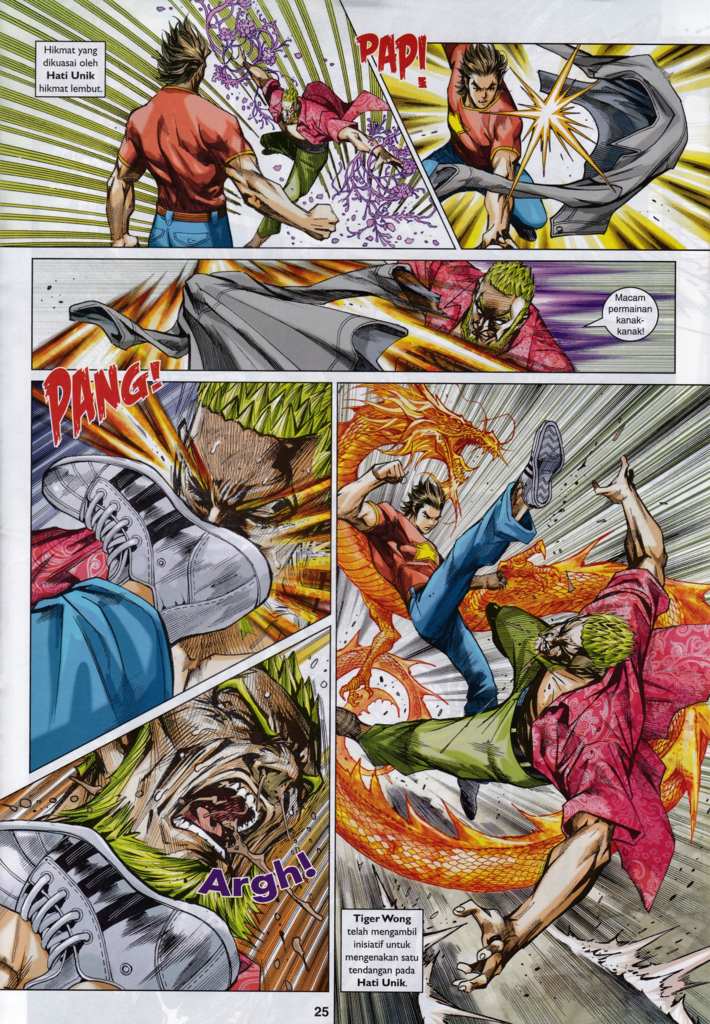 Hikmat yang
dikuasai oleh
Hati Unik
hikmat lembut.
PAPI!
Macam
permainan
kanak-
kanak!
PANG!
Argh!
Tiger Wong
telah mengambil
inisiatif untuk
mengenakan satu
tendangan pada
Hati Unik.
25